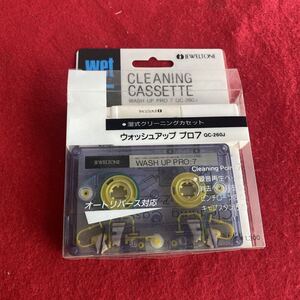 wet
JEWELTONE
CLEANING
CASSETTE
WASH UP PRO 7 QC-260J
湿式クリーニングカセット
ウォッシュアップ プロ7 QC-260J
JEWELTONE
WASH UP PRO・7
Cleaning Poin
オートリバース対応